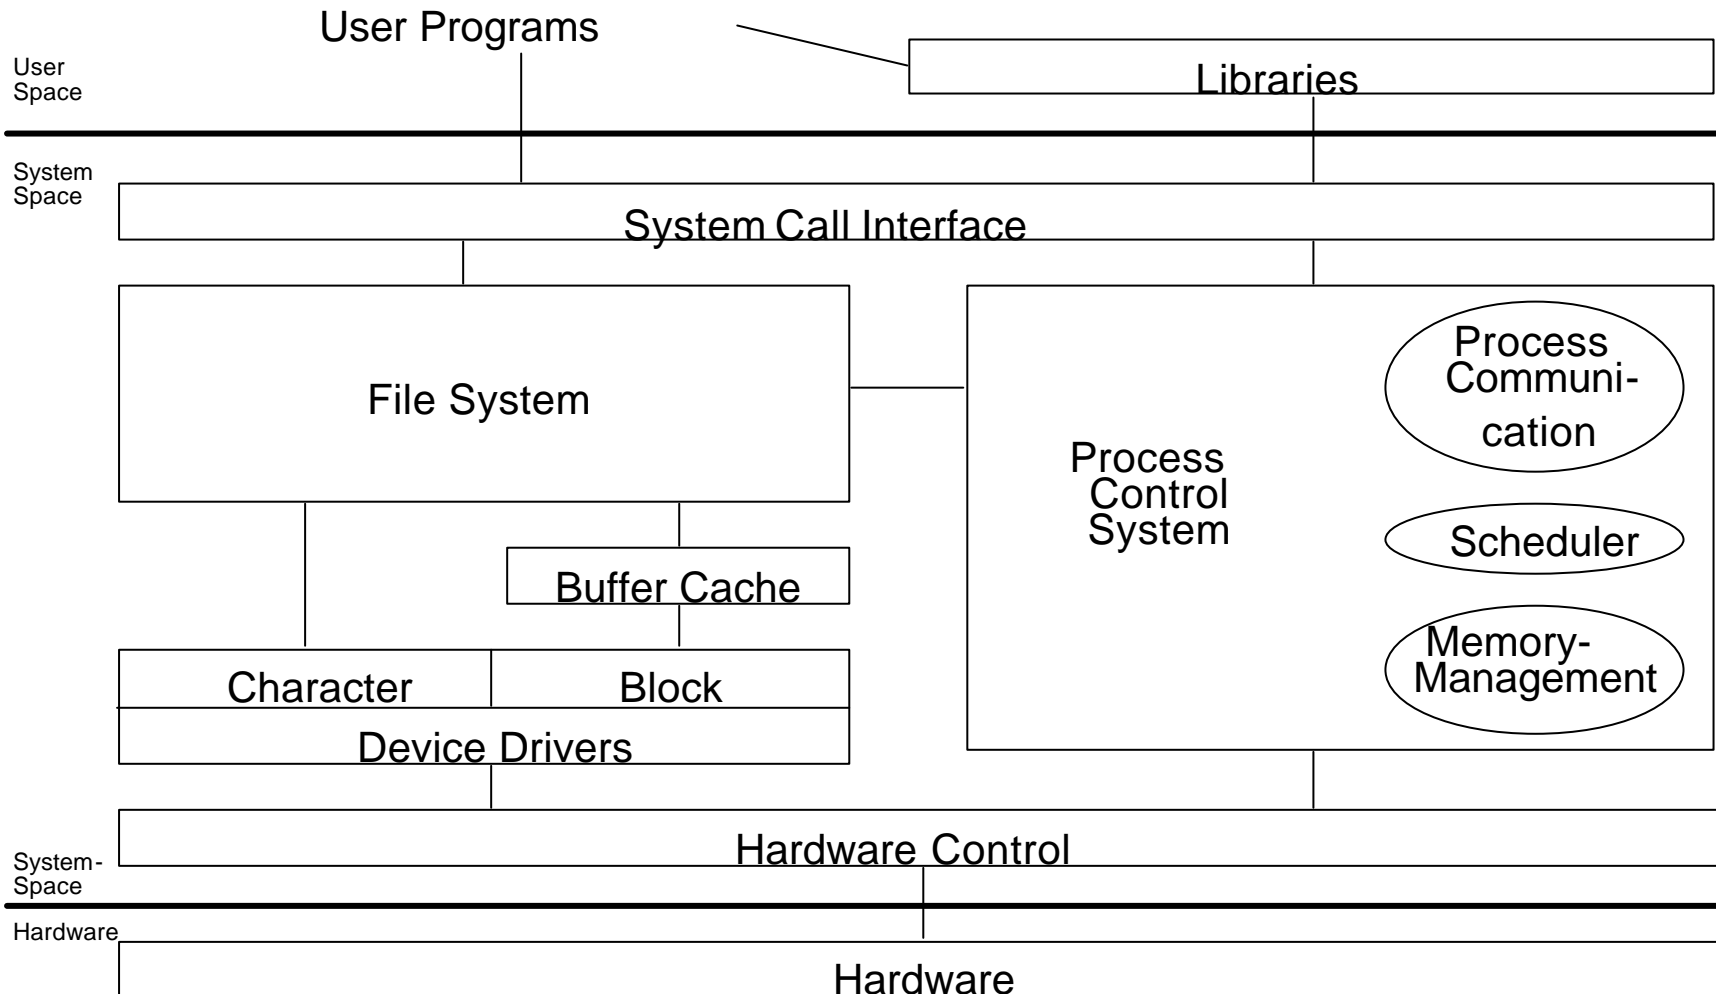 User Programs
User
Space
Libraries
System
Space
System Call Interface
File System
Process
Communi-
cation
Process
Control
System
Scheduler
Buffer Cache
Memory-
Management
Character
Block
Device Drivers
Hardware Control
System-
Space
Hardware
Hardware